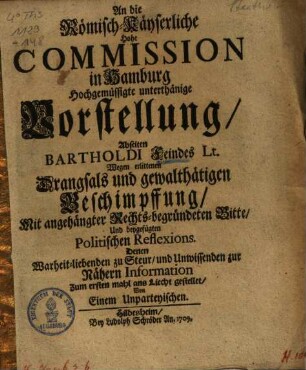 An die
Römisch-Käyserliche
Hohe
COMMISSION
in Hamburg
Hochgemüssigte unterthänige
Vorstellung/
Abseiten
BARTHOLDI Feindes Lt.
Wegen erlittenen
Drangsals und gewalthätigen
Beschimpffung/
Mit angehängter Rechts-begründeten Bitte/
Und beygefügten
Politischen Reflexions.
Denen
Warheit-liebenden zu Steur/ und Unwissenden zur
Nähern Information
Zum ersten mahl ans Liecht gestellet/
Von
Einem Unparteyischen.
Hildesheim/
Bey Ludolph Schröder An. 1709.